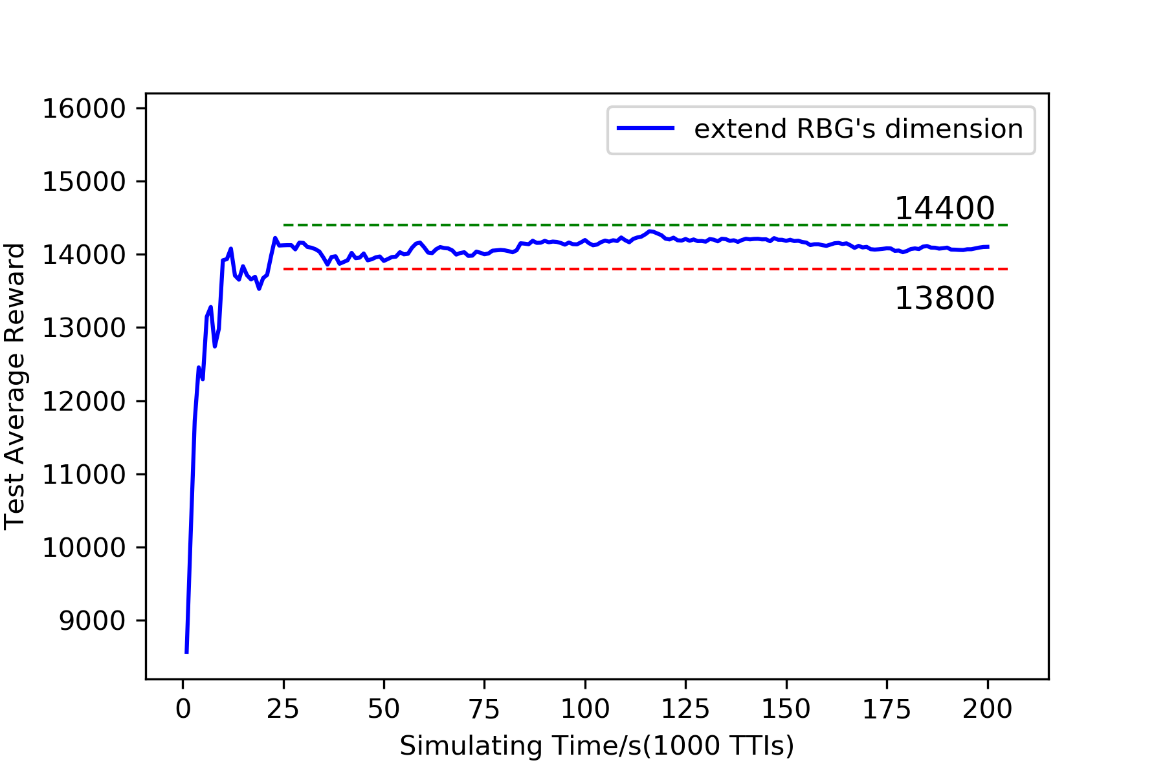 16000
15000
14000
13000
12000
11000
10000
9000
Test Average Reward
extend RBG's dimension
14400
13800
0 25 50 75 100 125 150 175 200
Simulating Time/s(1000 TTIs)